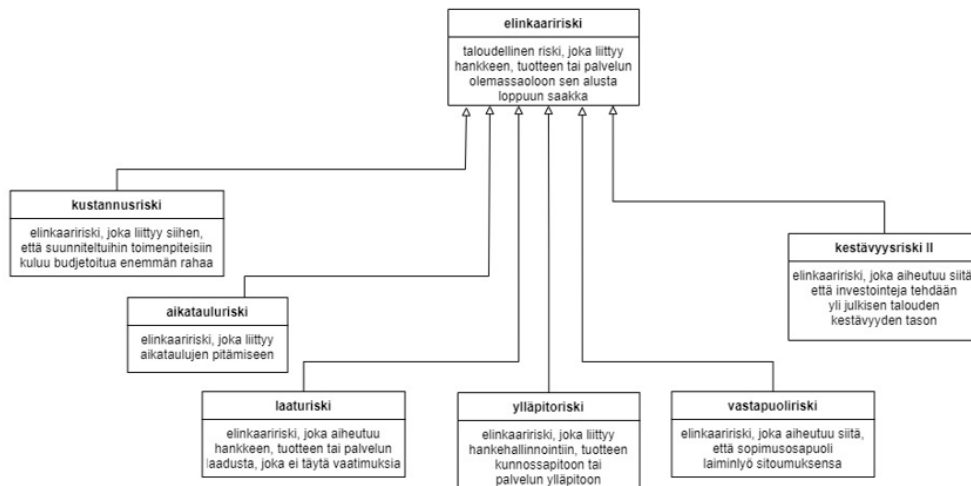 elinkaaririski
taloudellinen riski, joka liittyy
hankkeen, tuotteen tai palvelun
olemassaoloon sen alusta
loppuun saakka
kustannusriski
elinkaaririski, joka liittyy siihen,
että suunniteltuihin toimenpiteisiin
kuluu budjetoitua enemmän rahaa
kestävyysriski II
elinkaaririski, joka aiheutuu siitä
että investointeja tehdään
yli julkisen talouden
kestävyyden tason
aikatauluriski
elinkaaririski, joka liittyy
aikataulujen pitämiseen
laaturiski
elinkaaririski, joka aiheutuu
hankkeen, tuotteen tai palvelun
laadusta, joka ei täytä vaatimuksia
ylläpitoriski
elinkaaririski, joka liittyy
hankehallinnointiin, tuotteen
kunnossapitoon tai
palvelun ylläpitoon
vastapuoliriski
elinkaaririski, joka aiheutuu siitä,
että sopimusosapuoli
laiminlyö sitoumuksensa